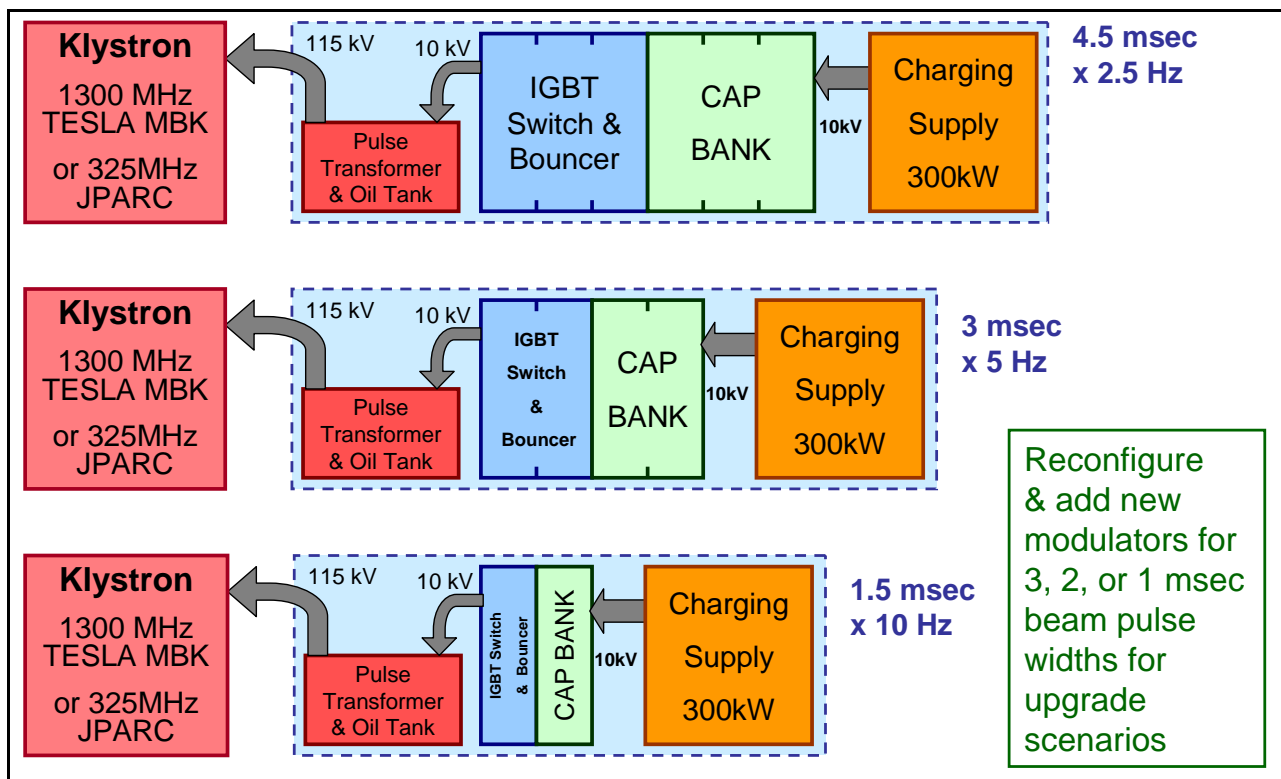 Klystron
1300 MHz
TESLA MBK
or 325MHz
JPARC
115 kV
10 kV
Pulse
Transformer
& Oil Tank
IGBT
Switch &
Bouncer
CAP
BANK
10kV
Charging
Supply
300kW
4.5 msec
x 2.5 Hz
Klystron
1300 MHz
TESLA MBK
or 325MHz
JPARC
115 kV
10 kV
Pulse
Transformer
& Oil Tank
IGBT
Switch
&
Bouncer
CAP
BANK
10kV
Charging
Supply
300kW
3 msec
x 5 Hz
Klystron
1300 MHz
TESLA MBK
or 325MHz
JPARC
115 kV
10 kV
Pulse
Transformer
& Oil Tank
IGBT Switch
& Bouncer
CAP BANK
10kV
Charging
Supply
300kW
1.5 msec
x 10 Hz
Reconfigure
& add new
modulators for
3, 2, or 1 msec
beam pulse
widths for
upgrade
scenarios